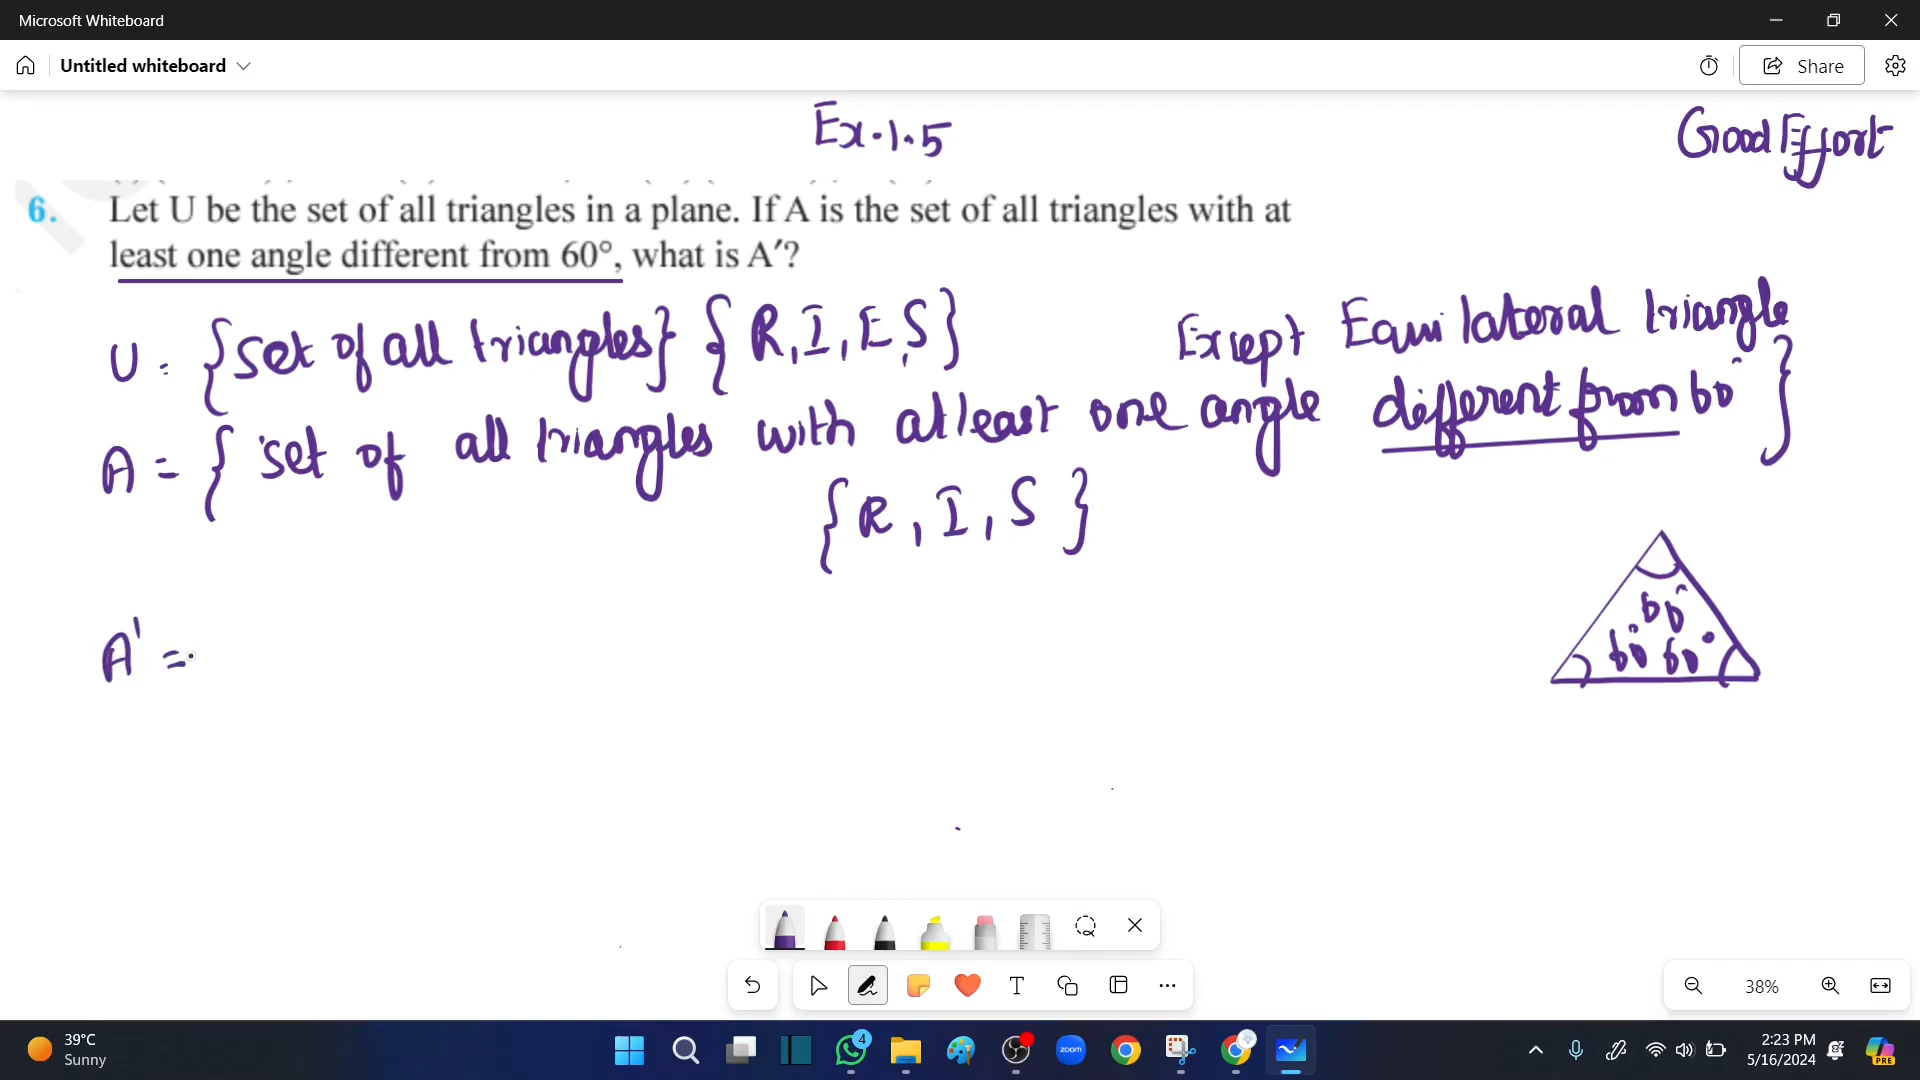 Microsoft Whiteboard
Untitled whiteboard
Share
Ex.1.5
Good Effort
6. Let U be the set of all triangles in a plane. If A is the set of all triangles with at
least one angle different from 60°, what is A′?
U = {set of all triangles} {R, I, E, S}
Except Equilateral triangle
A = { set of all triangles with atleast one angle different from 60° }
{R, I, S }
60°
60° 60°
A' =
38%
39°C
Sunny
4
zoom
2:23 PM
5/16/2024
PRE